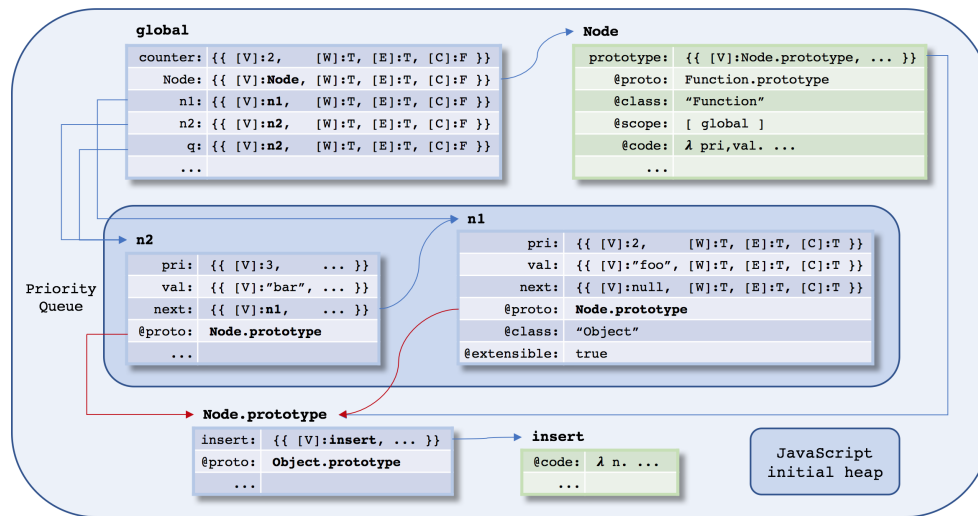 global
counter: {{ [V]:2, [W]:T, [E]:T, [C]:F }}
Node: {{ [V]:Node, [W]:T, [E]:T, [C]:F }}
n1: {{ [V]:n1, [W]:T, [E]:T, [C]:F }}
n2: {{ [V]:n2, [W]:T, [E]:T, [C]:F }}
q: {{ [V]:n2, [W]:T, [E]:T, [C]:F }}
...
Node
prototype: {{ [V]:Node.prototype, ... }}
@proto: Function.prototype
@class: “Function”
@scope: [ global ]
@code: λ pri,val. ...
...
Priority
Queue
n2
pri: {{ [V]:3, ... }}
val: {{ [V]:”bar”, ... }}
next: {{ [V]:n1, ... }}
@proto: Node.prototype
...
n1
pri: {{ [V]:2, [W]:T, [E]:T, [C]:T }}
val: {{ [V]:”foo”, [W]:T, [E]:T, [C]:T }}
next: {{ [V]:null, [W]:T, [E]:T, [C]:T }}
@proto: Node.prototype
@class: “Object”
@extensible: true
Node.prototype
insert: {{ [V]:insert, ... }}
@proto: Object.prototype
...
insert
@code: λ n. ...
...
JavaScript
initial heap